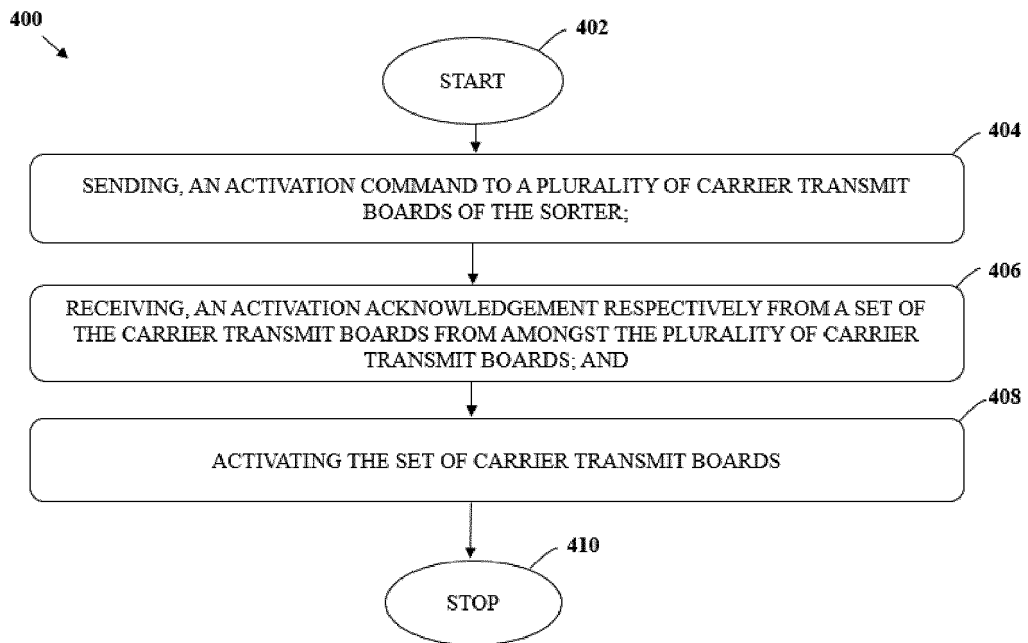 400
402
START
404
SENDING, AN ACTIVATION COMMAND TO A PLURALITY OF CARRIER TRANSMIT
BOARDS OF THE SORTER;
406
RECEIVING, AN ACTIVATION ACKNOWLEDGEMENT RESPECTIVELY FROM A SET OF
THE CARRIER TRANSMIT BOARDS FROM AMONGST THE PLURALITY OF CARRIER
TRANSMIT BOARDS; AND
408
ACTIVATING THE SET OF CARRIER TRANSMIT BOARDS
410
STOP